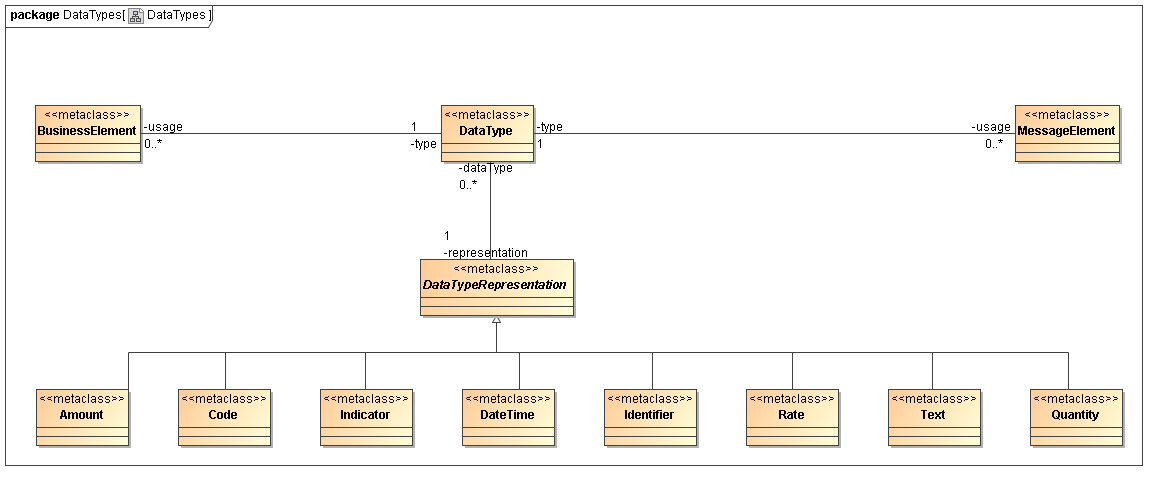 package DataTypes[ DataTypes ]
<<metaclass>>
BusinessElement
-usage
0..*
1
-type
<<metaclass>>
DataType
-type
1
-usage
0..*
<<metaclass>>
MessageElement
-dataType
0..*
1
-representation
<<metaclass>>
DataTypeRepresentation
<<metaclass>>
Amount
<<metaclass>>
Code
<<metaclass>>
Indicator
<<metaclass>>
DateTime
<<metaclass>>
Identifier
<<metaclass>>
Rate
<<metaclass>>
Text
<<metaclass>>
Quantity